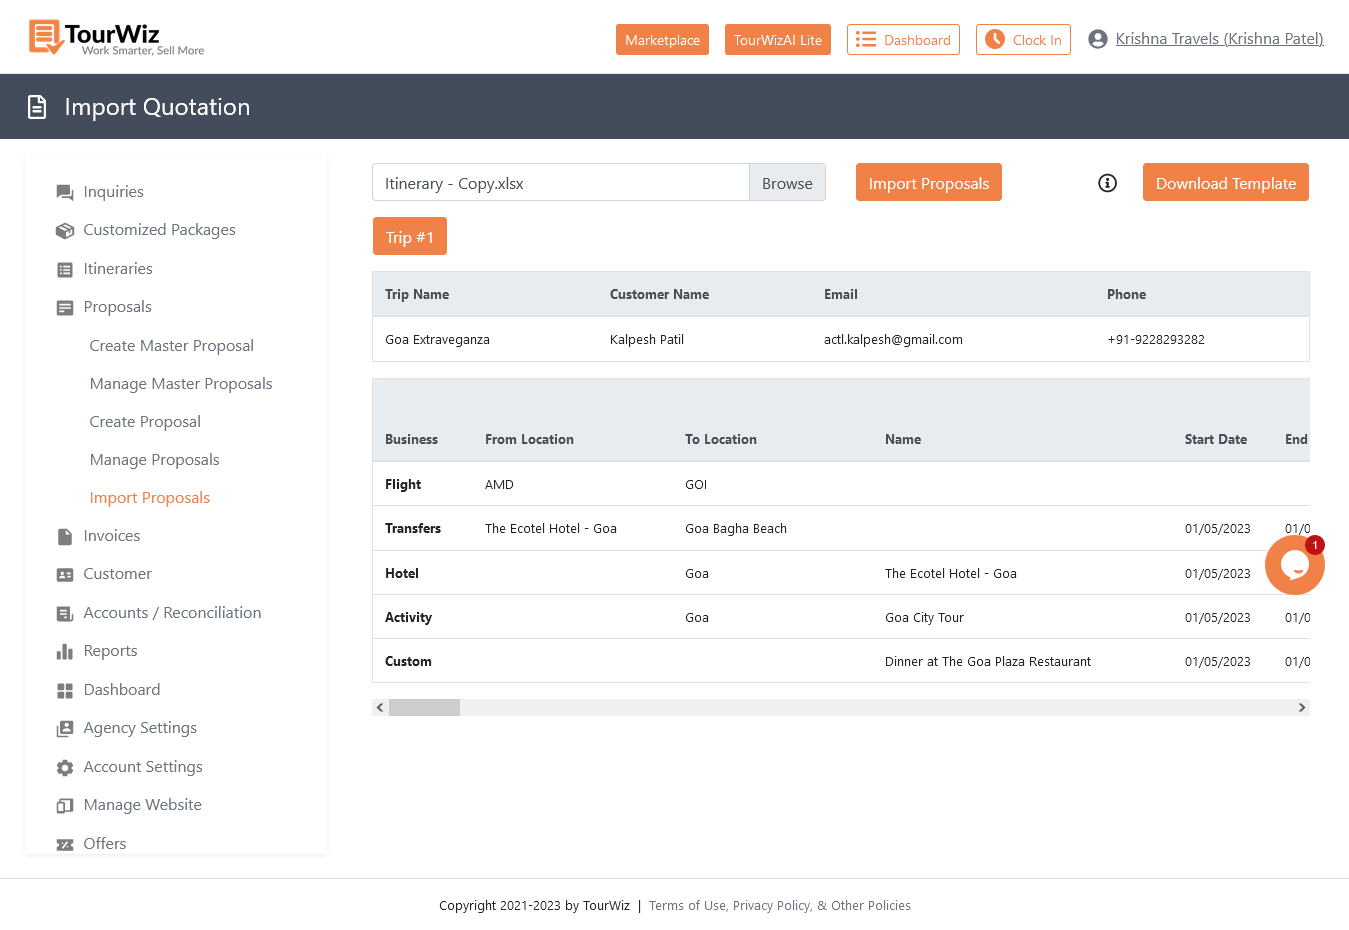 TourWiz
Work Smarter, Sell More
Marketplace
TourWizAI Lite
Dashboard
Clock In
Krishna Travels (Krishna Patel)
Import Quotation
Inquiries
Customized Packages
Itineraries
Proposals
Create Master Proposal
Manage Master Proposals
Create Proposal
Manage Proposals
Import Proposals
Invoices
Customer
Accounts / Reconciliation
Reports
Dashboard
Agency Settings
Account Settings
Manage Website
Offers
Itinerary - Copy.xlsx Browse Import Proposals Download Template
Trip #1
Trip Name Customer Name Email Phone
Goa Extraveganza Kalpesh Patil actl.kalpesh@gmail.com +91-9228293282
Business From Location To Location Name Start Date End
Flight AMD GOI
Transfers The Ecotel Hotel - Goa Goa Bagha Beach 01/05/2023 01/0
Hotel Goa The Ecotel Hotel - Goa 01/05/2023
1
Activity Goa Goa City Tour 01/05/2023 01/0
Custom Dinner at The Goa Plaza Restaurant 01/05/2023 01/0
Copyright 2021-2023 by TourWiz | Terms of Use, Privacy Policy, & Other Policies